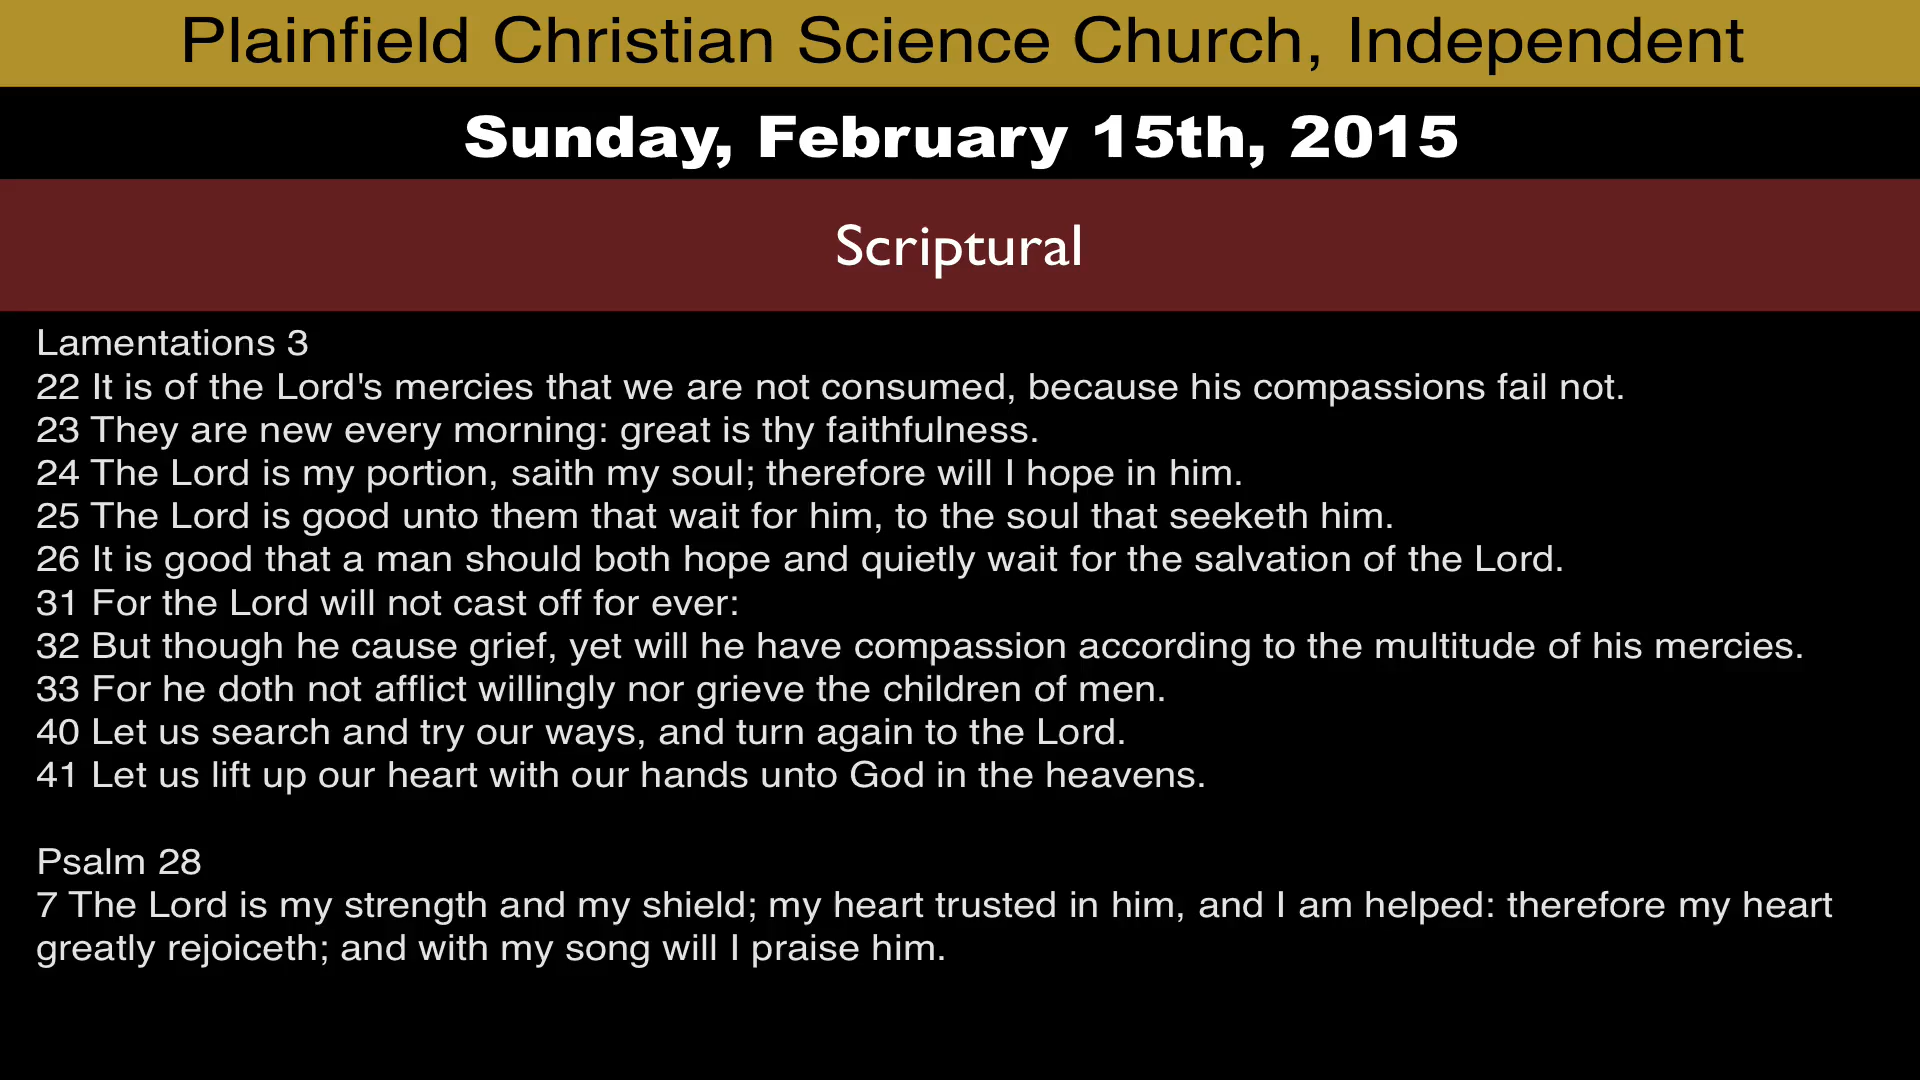 Plainfield Christian Science Church, Independent
Sunday, February 15th, 2015
Scriptural
Lamentations 3
22 It is of the Lord's mercies that we are not consumed, because his compassions fail not.
23 They are new every morning: great is thy faithfulness.
24 The Lord is my portion, saith my soul; therefore will I hope in him.
25 The Lord is good unto them that wait for him, to the soul that seeketh him.
26 It is good that a man should both hope and quietly wait for the salvation of the Lord.
31 For the Lord will not cast off for ever:
32 But though he cause grief, yet will he have compassion according to the multitude of his mercies.
33 For he doth not afflict willingly nor grieve the children of men.
40 Let us search and try our ways, and turn again to the Lord.
41 Let us lift up our heart with our hands unto God in the heavens.
Psalm 28
7 The Lord is my strength and my shield; my heart trusted in him, and I am helped: therefore my heart
greatly rejoiceth; and with my song will I praise him.